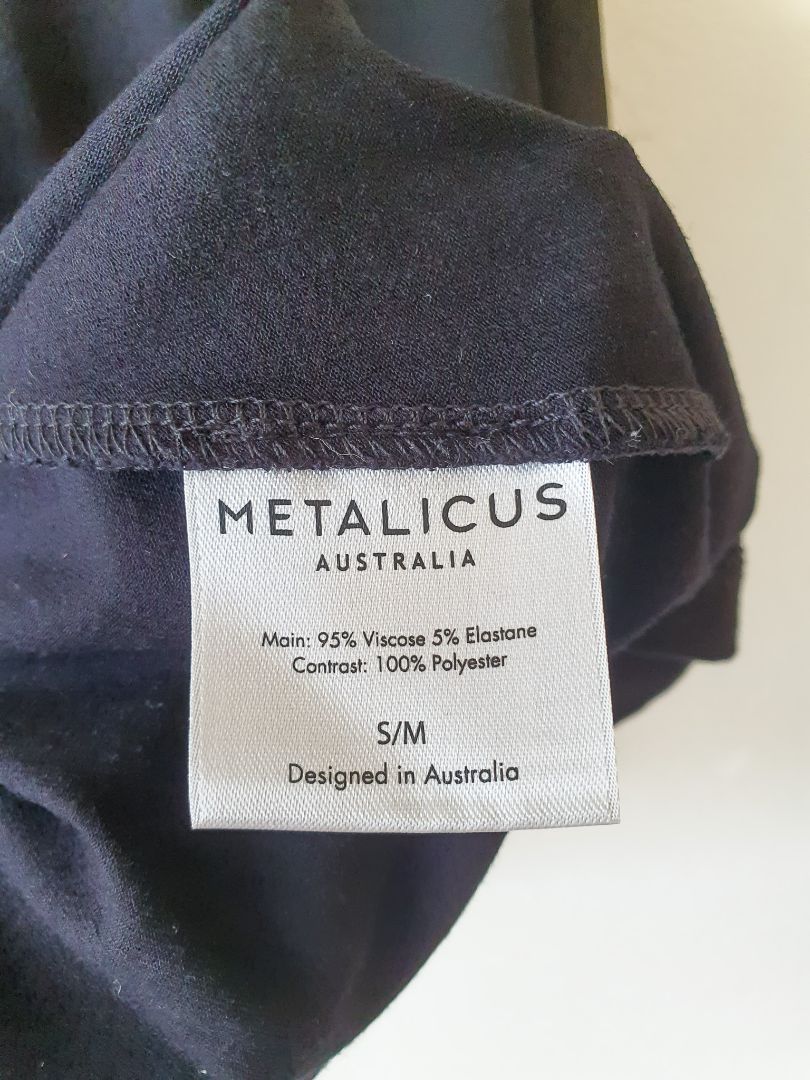 METALICUS
AUSTRALIA
Main: 95% Viscose 5% Elastane
Contrast: 100% Polyester
S/M
Designed in Australia